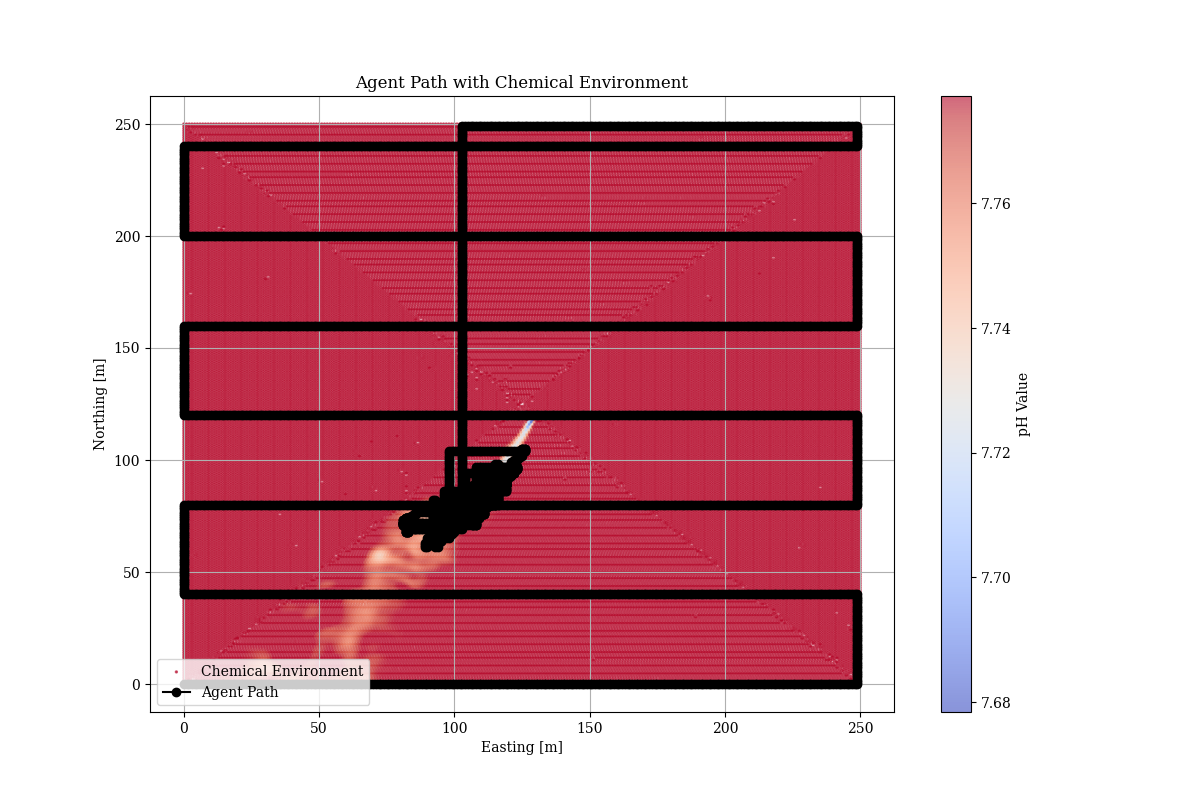 Agent Path with Chemical Environment
250
200
150
100
50
0
Northing [m]
0 50 100 150 200 250
Easting [m]
Chemical Environment
Agent Path
7.76
7.74
7.72
7.70
7.68
pH Value